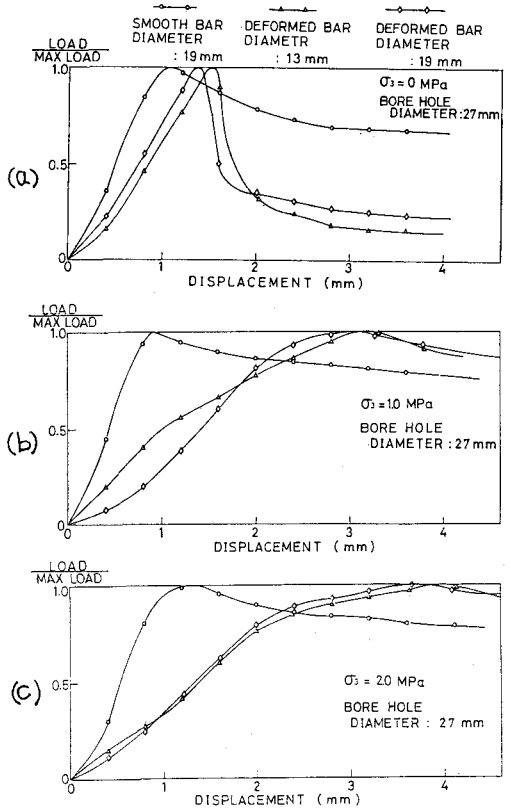 SMOOTH BAR DEFORMED BAR DEFORMED BAR
DIAMETER DIAMETR DIAMETER
: 19 mm : 13 mm : 19 mm
LOAD
MAX LOAD
(a)
1.0
0.5
0
σ3 = 0 MPa
BORE HOLE
DIAMETER : 27 mm
0 1 2 3 4
DISPLACEMENT (mm)
LOAD
MAX LOAD
(b)
1.0
0.5
0
σ3 = 1.0 MPa
BORE HOLE
DIAMETER : 27 mm
0 1 2 3 4
DISPLACEMENT (mm)
LOAD
MAX LOAD
(c)
1.0
0.5
0
σ3 = 2.0 MPa
BORE HOLE
DIAMETER : 27 mm
1 2 3 4
DISPLACEMENT (mm)